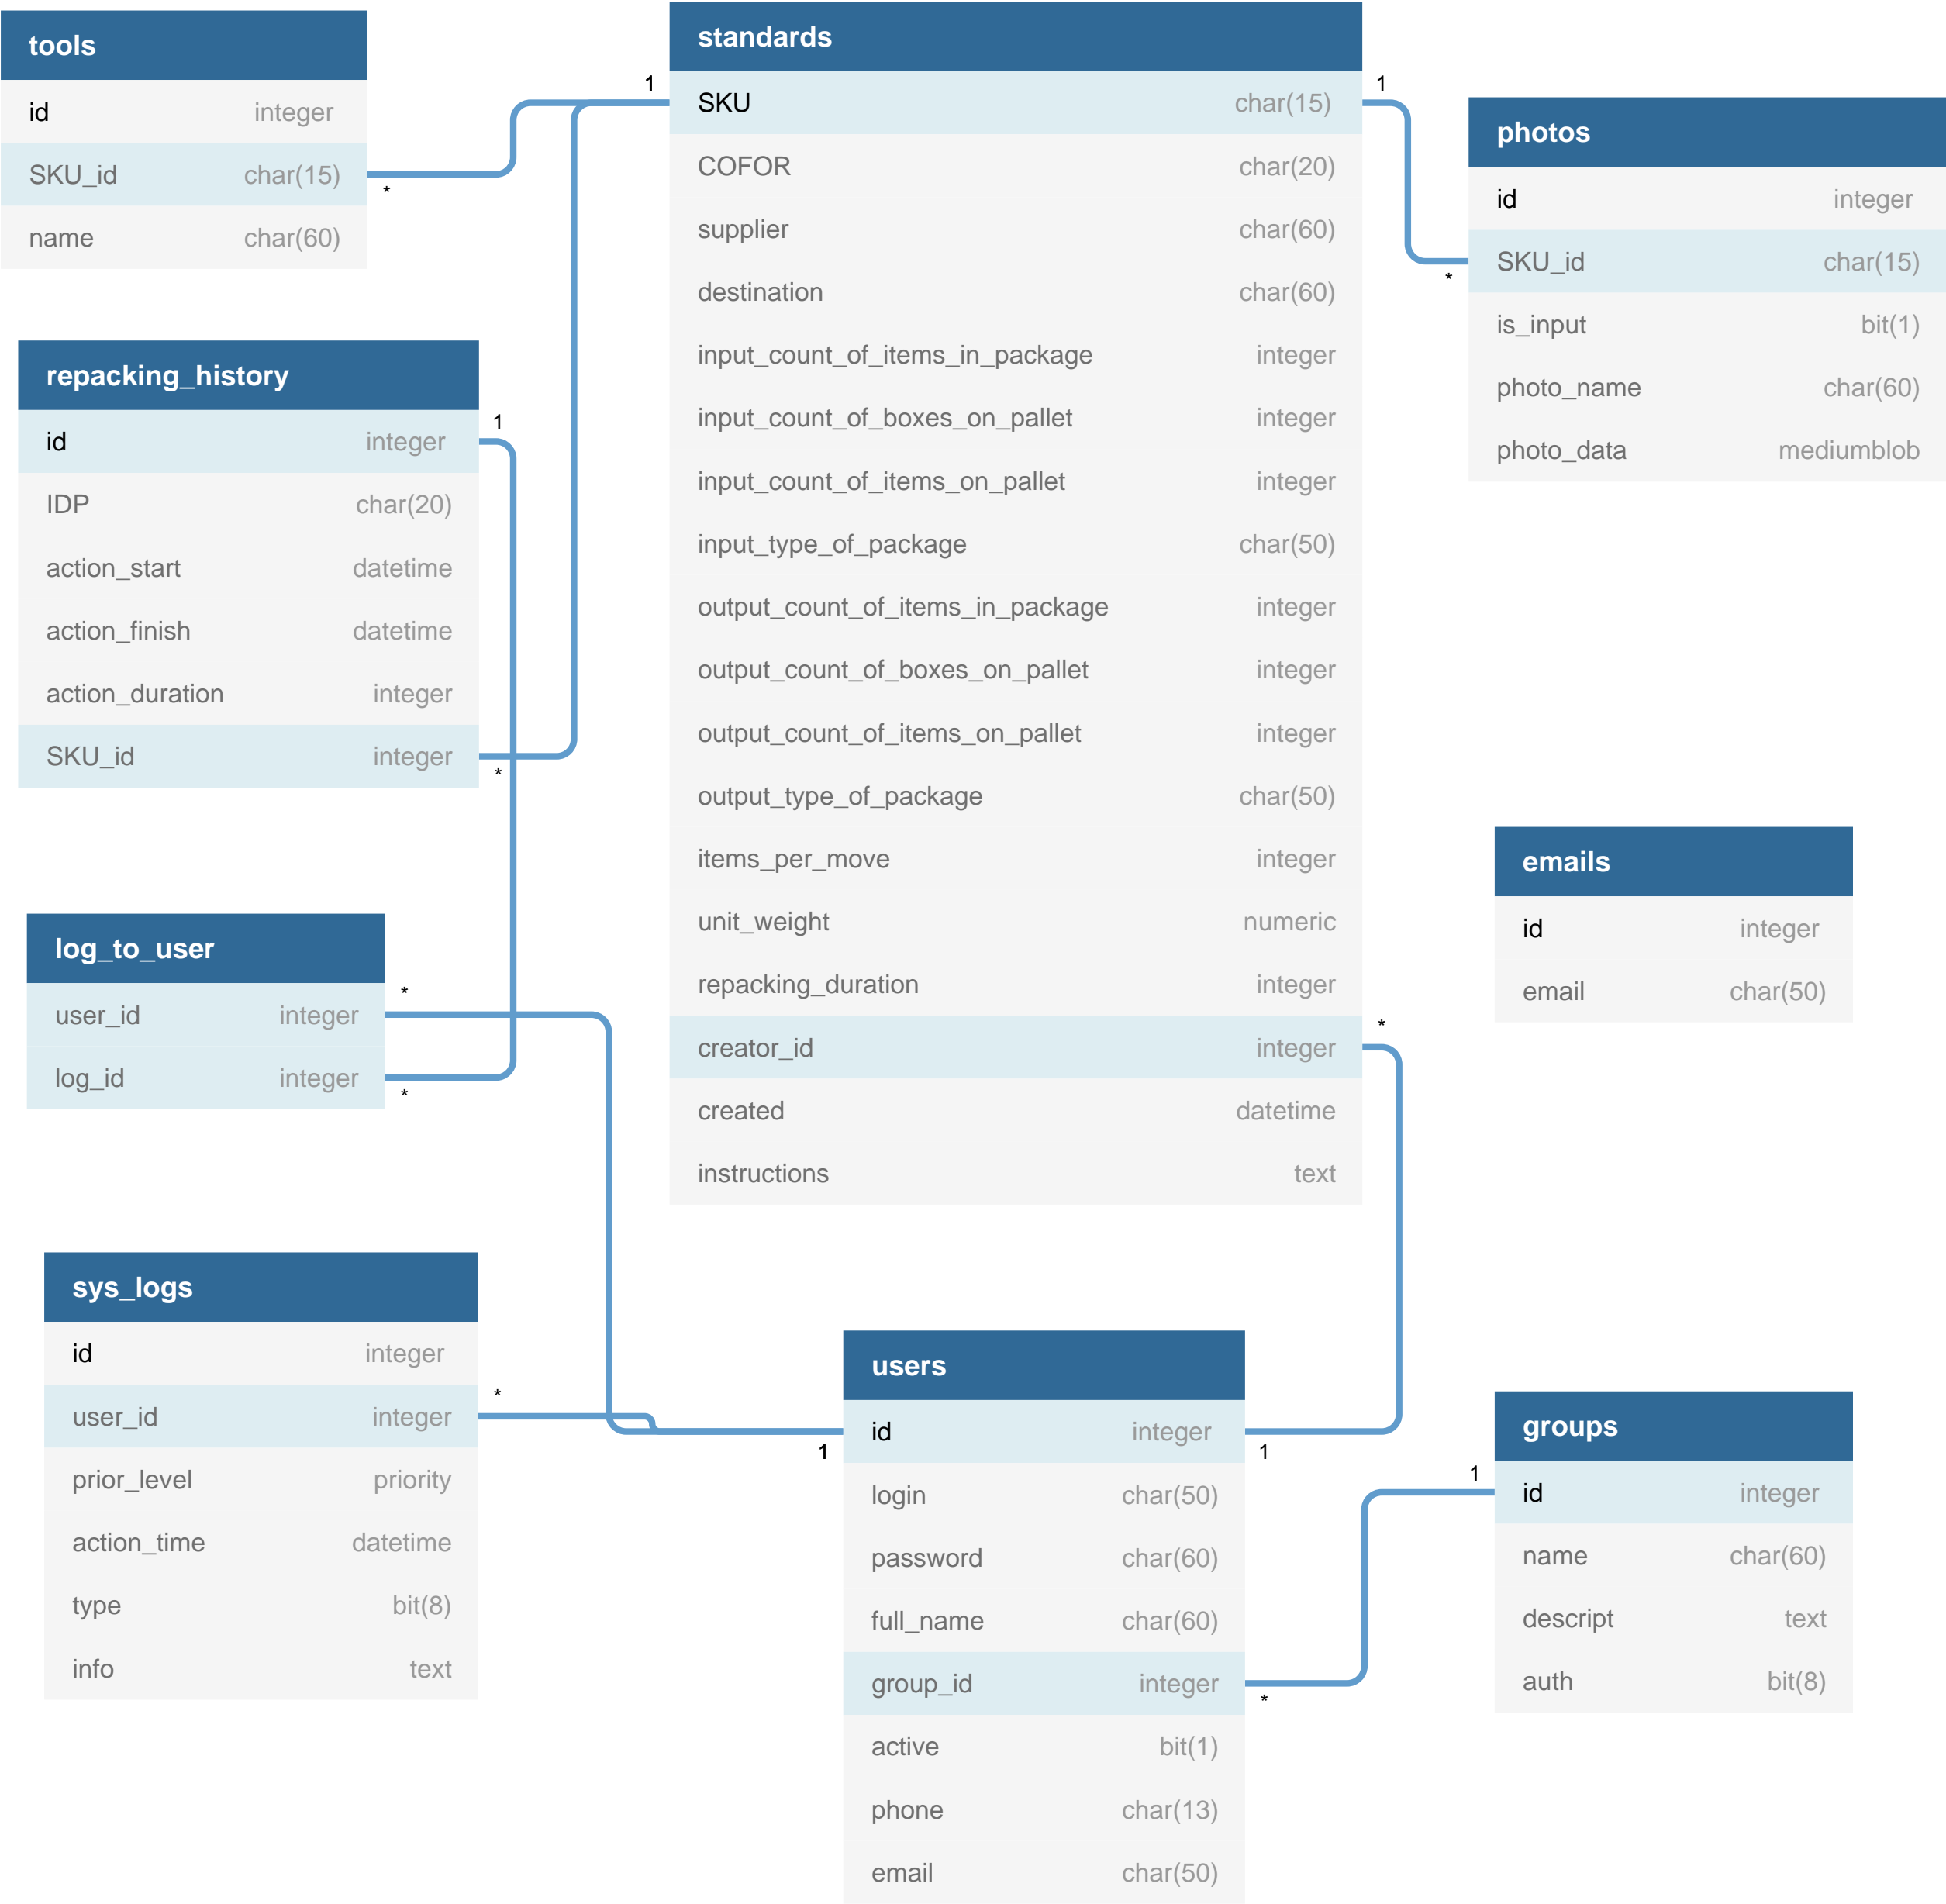 tools
id integer
SKU_id char(15)
name char(60)
1
*
repacking_history
id integer
IDP char(20)
action_start datetime
action_finish datetime
action_duration integer
SKU_id integer
1
*
log_to_user
user_id integer
log_id integer
*
*
sys_logs
id integer
user_id integer
prior_level priority
action_time datetime
type bit(8)
info text
*
standards
SKU char(15)
COFOR char(20)
supplier char(60)
destination char(60)
input_count_of_items_in_package integer
input_count_of_boxes_on_pallet integer
input_count_of_items_on_pallet integer
input_type_of_package char(50)
output_count_of_items_in_package integer
output_count_of_boxes_on_pallet integer
output_count_of_items_on_pallet integer
output_type_of_package char(50)
items_per_move integer
unit_weight numeric
repacking_duration integer
creator_id integer
created datetime
instructions text
1
*
users
id integer
login char(50)
password char(60)
full_name char(60)
group_id integer
active bit(1)
phone char(13)
email char(50)
1
1
*
photos
id integer
SKU_id char(15)
is_input bit(1)
photo_name char(60)
photo_data mediumblob
*
emails
id integer
email char(50)
groups
id integer
name char(60)
descript text
auth bit(8)
1